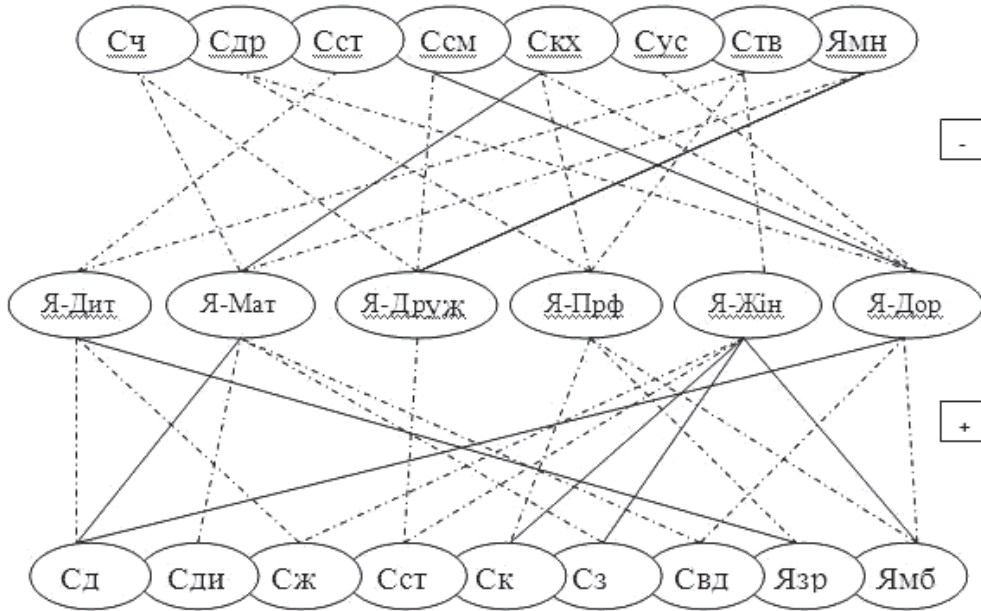 Сч Сдр Сст Ссм Скх Сус Ств Ямн
-
Я-Дит Я-Мат Я-Друж Я-Прф Я-Жін Я-Дор
+
Сд Сди Сж Сст Ск Сз Свд Язр Ямб